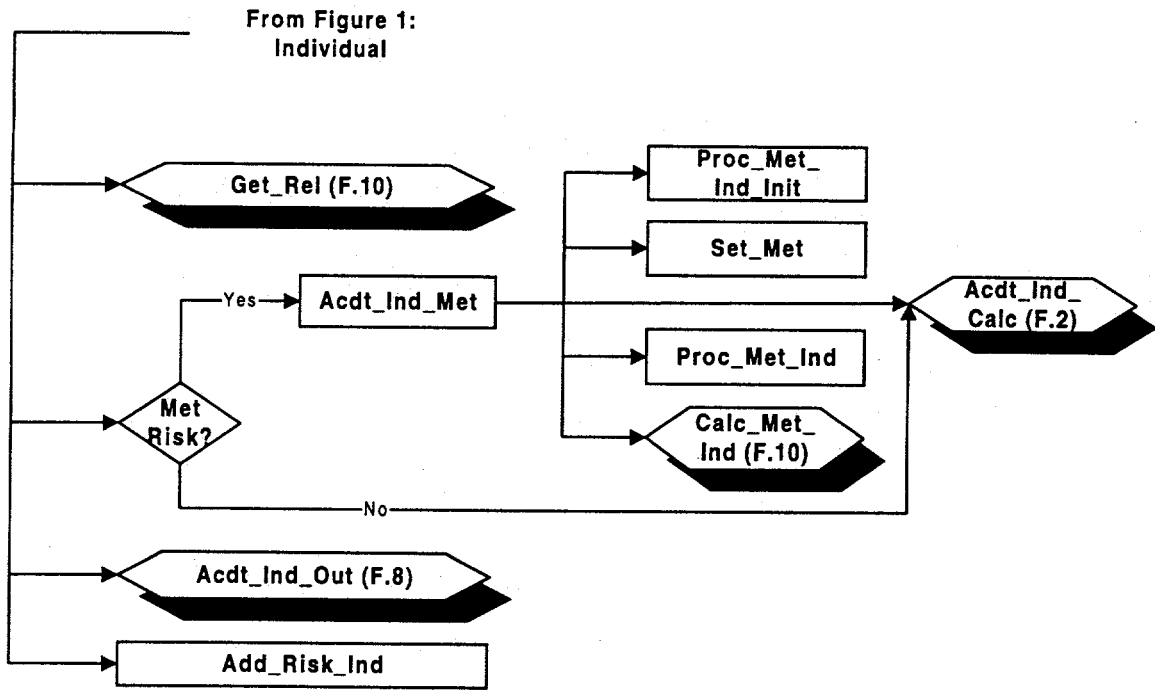 From Figure 1:
Individual
Get_Rel (F.10)
Proc_Met_
Ind_Init
Set_Met
Yes
Acdt_Ind_Met
Acdt_Ind_
Calc (F.2)
Proc_Met_Ind
Met
Risk?
Calc_Met_
Ind (F.10)
No
Acdt_Ind_Out (F.8)
Add_Risk_Ind